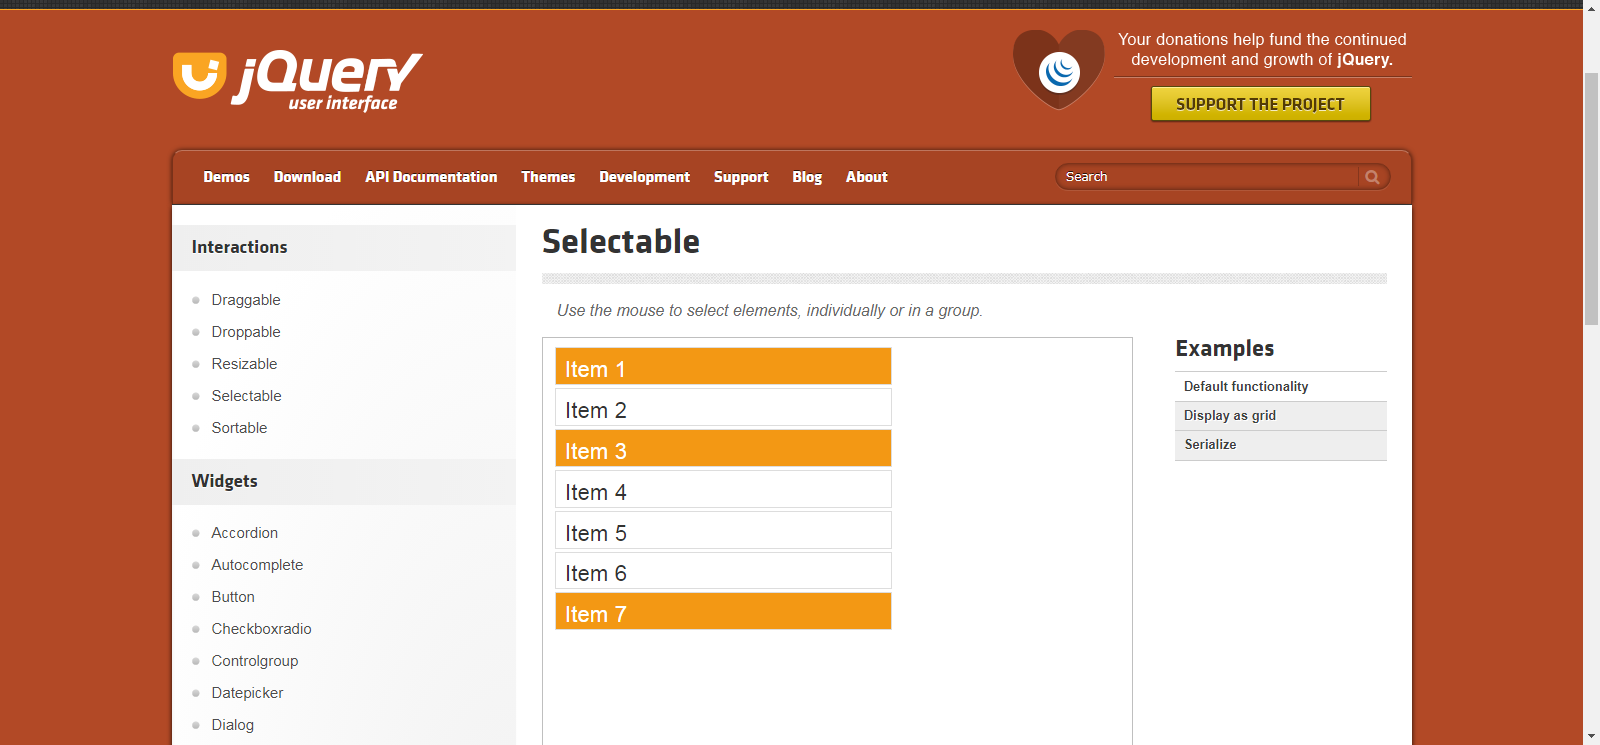 jQuery
user interface
Your donations help fund the continued
development and growth of jQuery.
SUPPORT THE PROJECT
Demos Download API Documentation Themes Development Support Blog About
Search
Interactions
Draggable
Droppable
Resizable
Selectable
Sortable
Widgets
Accordion
Autocomplete
Button
Checkboxradio
Controlgroup
Datepicker
Dialog
Selectable
Use the mouse to select elements, individually or in a group.
Item 1
Item 2
Item 3
Item 4
Item 5
Item 6
Item 7
Examples
Default functionality
Display as grid
Serialize